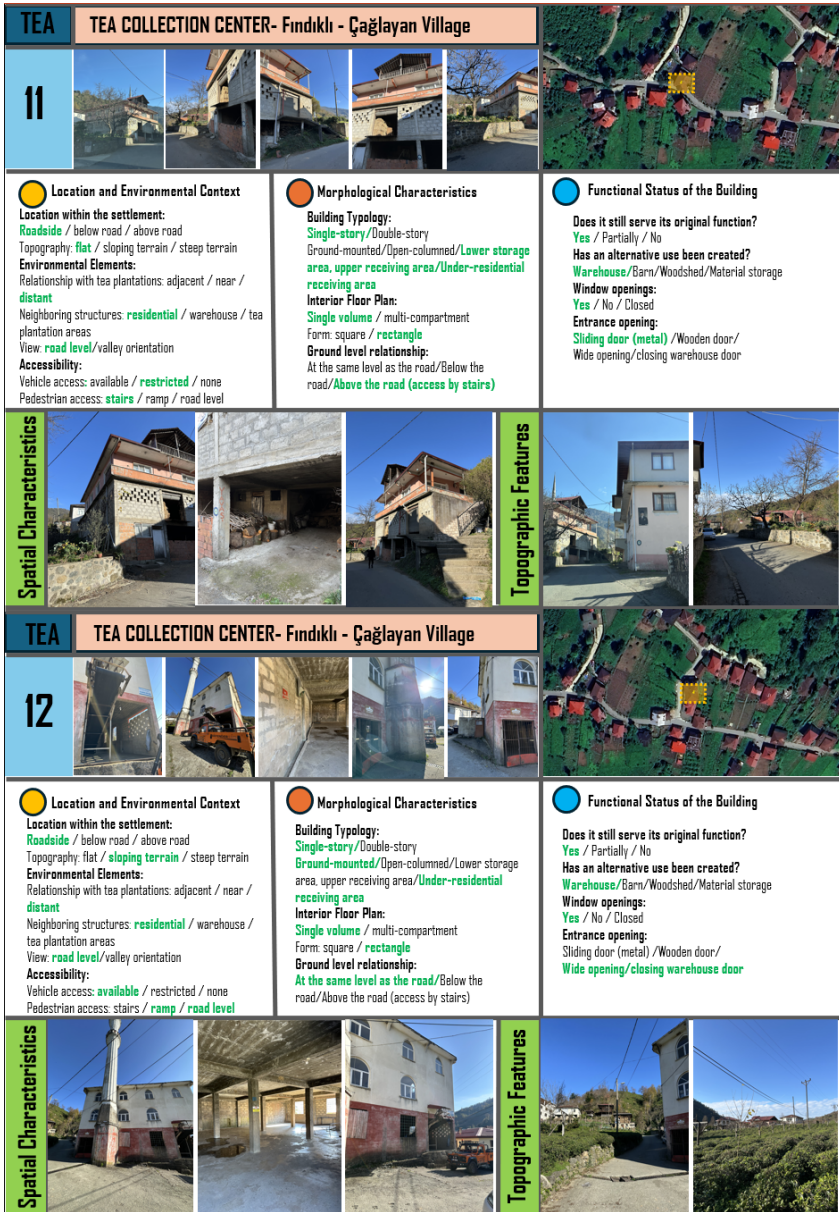 TEA
TEA COLLECTION CENTER- Fındıklı - Çağlayan Village
11
Location and Environmental Context
Location within the settlement:
Roadside / below road / above road
Topography: flat / sloping terrain / steep terrain
Environmental Elements:
Relationship with tea plantations: adjacent / near /
distant
Neighboring structures: residential / warehouse / tea
plantation areas
View: road level/valley orientation
Accessibility:
Vehicle access: available / restricted / none
Pedestrian access: stairs / ramp / road level
Morphological Characteristics
Building Typology:
Single-story/Double-story
Ground-mounted/Open-columned/Lower storage
area, upper receiving area/Under-residential
receiving area
Interior Floor Plan:
Single volume / multi-compartment
Form: square / rectangle
Ground level relationship:
At the same level as the road/Below the
road/Above the road (access by stairs)
Functional Status of the Building
Does it still serve its original function?
Yes / Partially / No
Has an alternative use been created?
Warehouse/Barn/Woodshed/Material storage
Window openings:
Yes / No / Closed
Entrance opening:
Sliding door (metal) /Wooden door/
Wide opening/closing warehouse door
Spatial Characteristics
Topographic Features
TEA
TEA COLLECTION CENTER- Fındıklı - Çağlayan Village
12
Location and Environmental Context
Location within the settlement:
Roadside / below road / above road
Topography: flat / sloping terrain / steep terrain
Environmental Elements:
Relationship with tea plantations: adjacent / near /
distant
Neighboring structures: residential / warehouse /
tea plantation areas
View: road level/valley orientation
Accessibility:
Vehicle access: available / restricted / none
Pedestrian access: stairs / ramp / road level
Morphological Characteristics
Building Typology:
Single-story/Double-story
Ground-mounted/Open-columned/Lower storage
area, upper receiving area/Under-residential
receiving area
Interior Floor Plan:
Single volume / multi-compartment
Form: square / rectangle
Ground level relationship:
At the same level as the road/Below the
road/Above the road (access by stairs)
Functional Status of the Building
Does it still serve its original function?
Yes / Partially / No
Has an alternative use been created?
Warehouse/Barn/Woodshed/Material storage
Window openings:
Yes / No / Closed
Entrance opening:
Sliding door (metal) /Wooden door/
Wide opening/closing warehouse door
Spatial Characteristics
Topographic Features